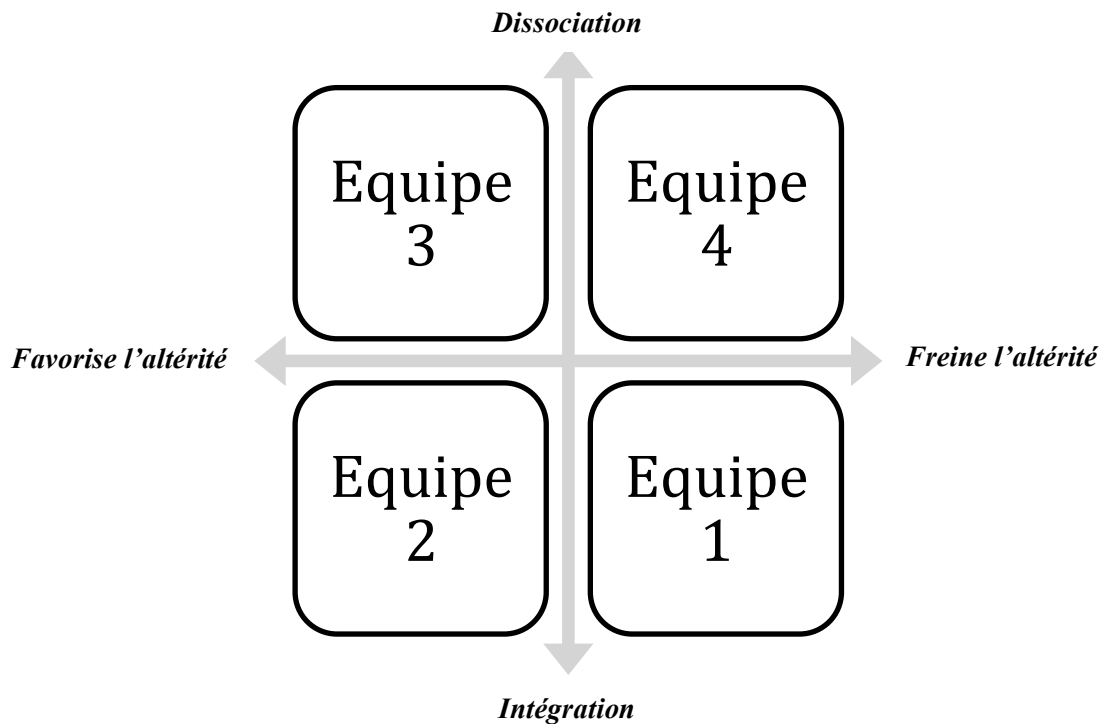 Dissociation
Equipe
3
Equipe
4
Favorise l’altérité
Freine l’altérité
Equipe
2
Equipe
1
Intégration